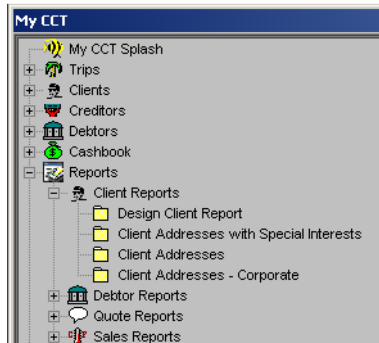 My CCT
My CCT Splash
Trips
Clients
Creditors
Debtors
Cashbook
Reports
Client Reports
Design Client Report
Client Addresses with Special Interests
Client Addresses
Client Addresses - Corporate
Debtor Reports
Quote Reports
Sales Reports